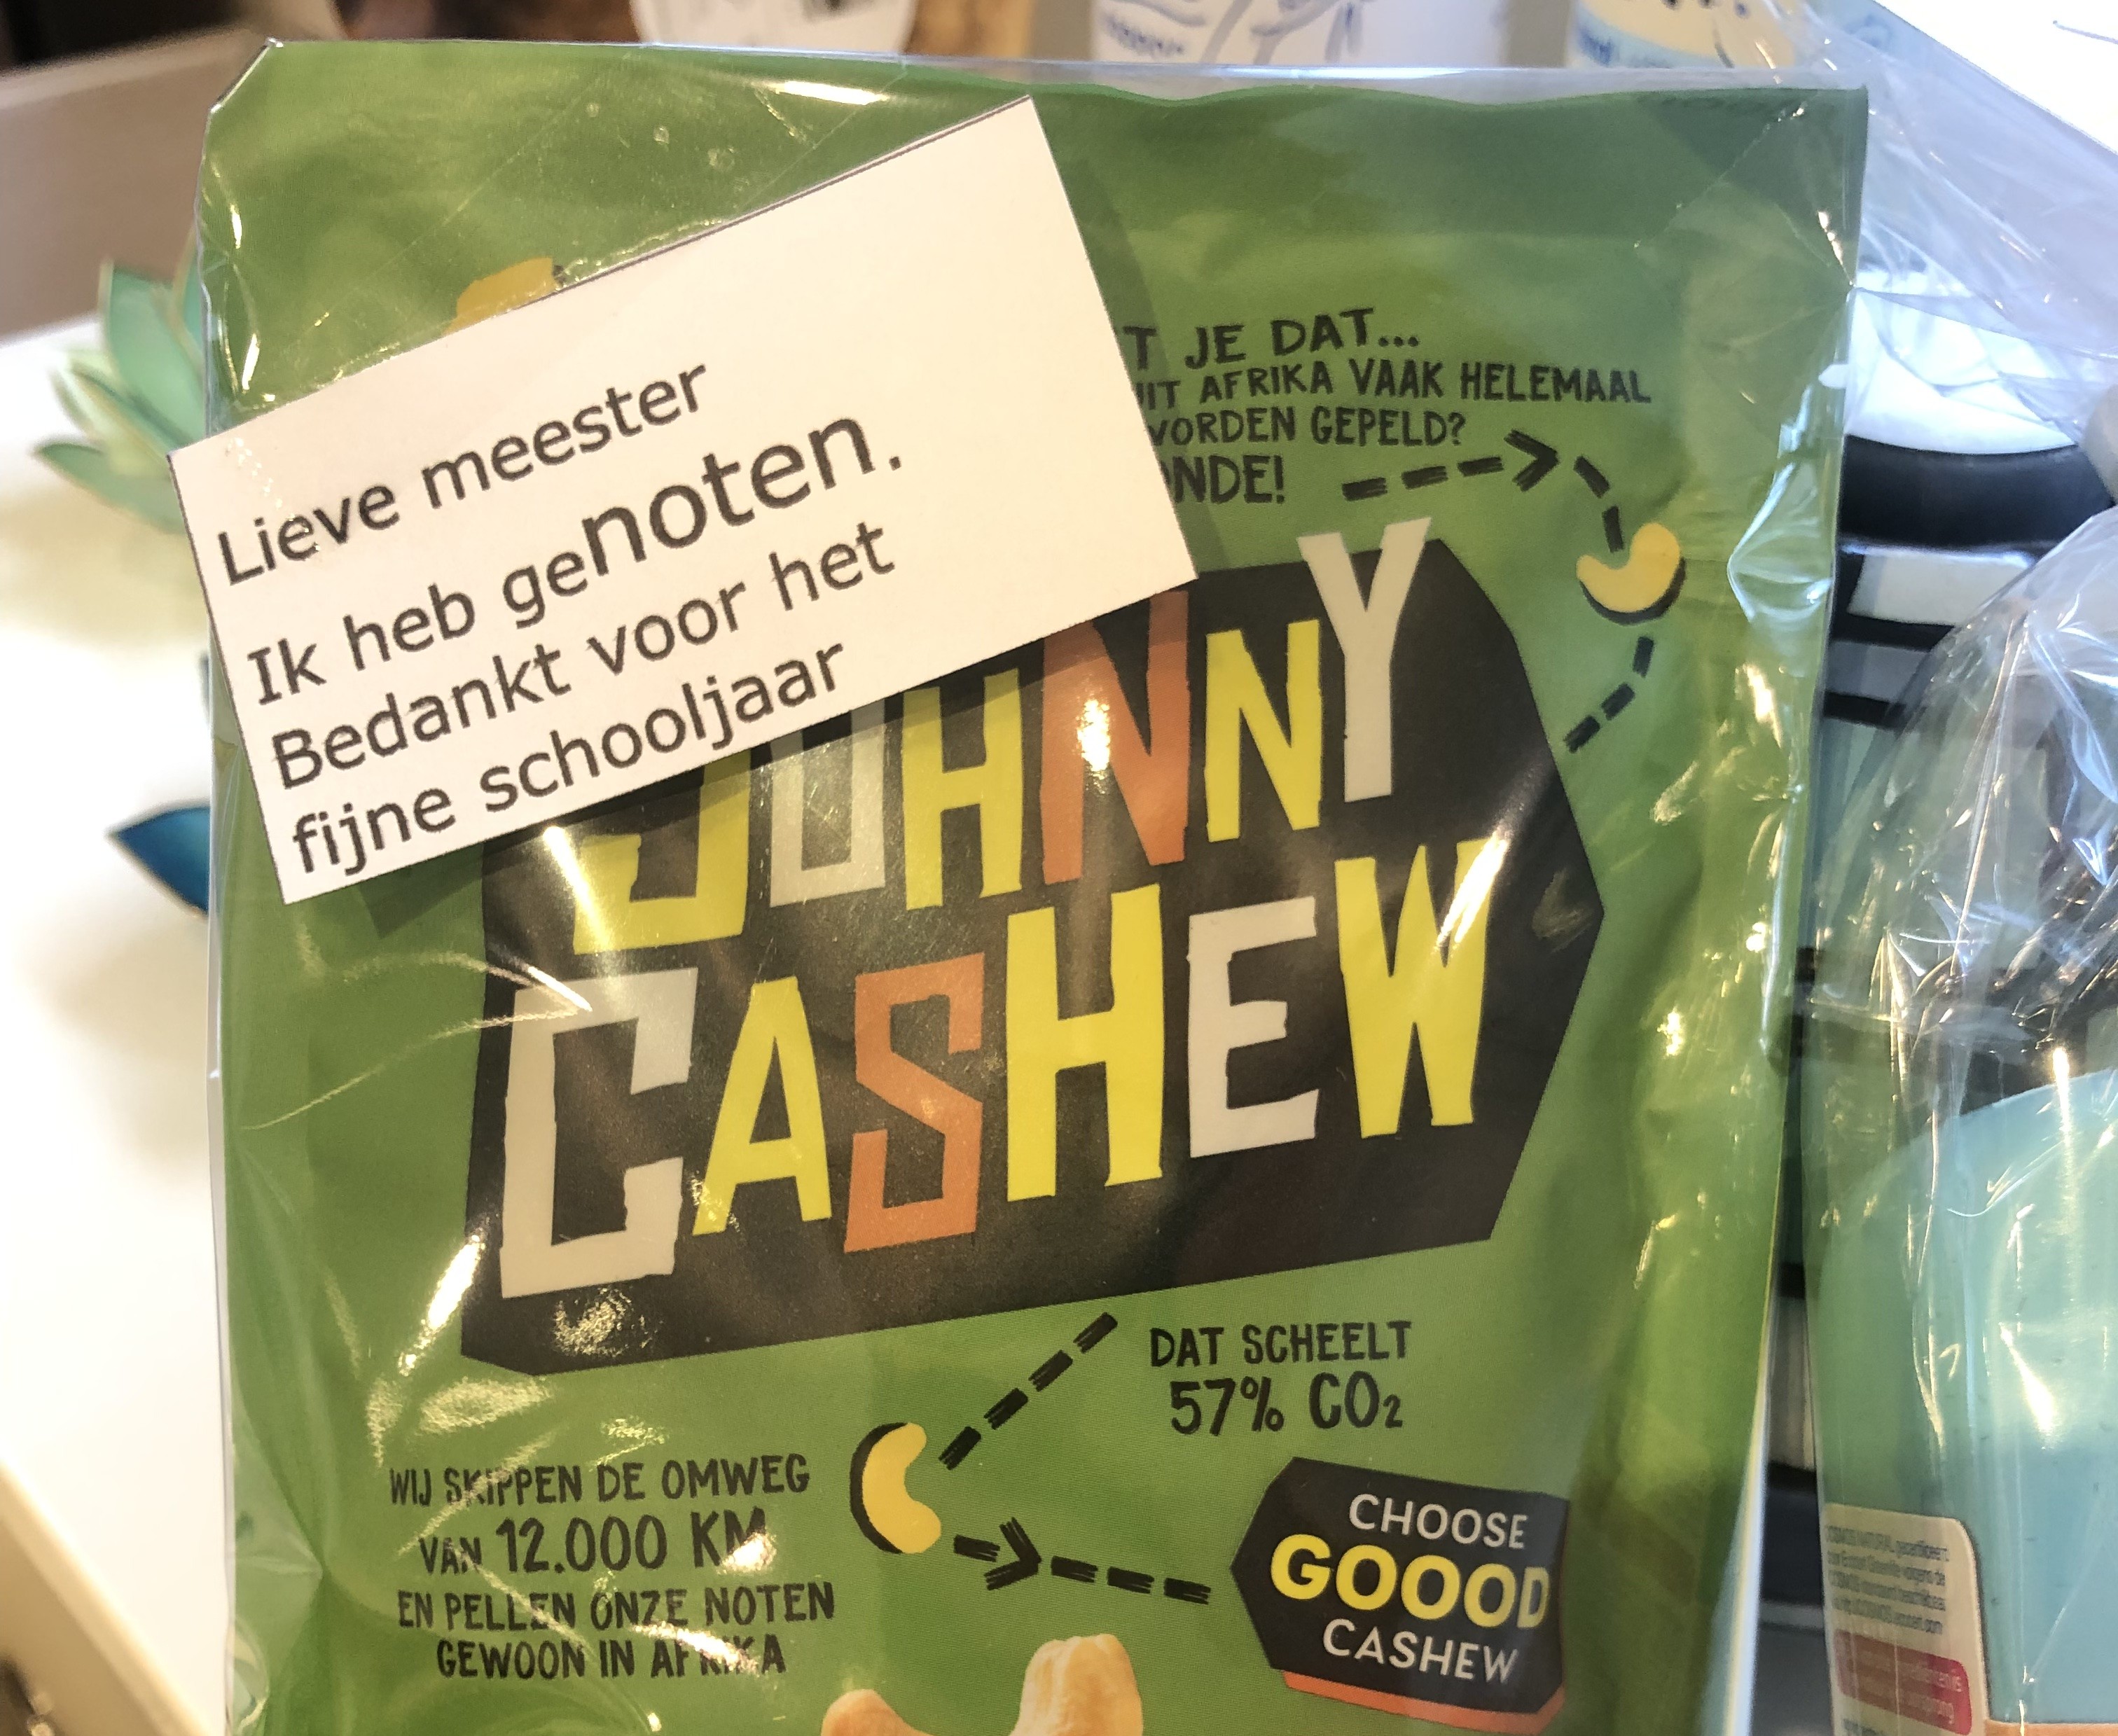 Lieve meester
Ik heb genoten.
Bedankt voor het
fijne schooljaar
JE DAT...
AFRIKA VAAK HELEMAAL
WORDEN GEPELD?
JOHNNY
CASHEW
DAT SCHEELT
57% CO₂
WIJ SKIPPEN DE OMWEG
VAN 12.000 KM
EN PELLEN ONZE NOTEN
GEWOON IN AFRIKA
CHOOSE
GOOOD
CASHEW